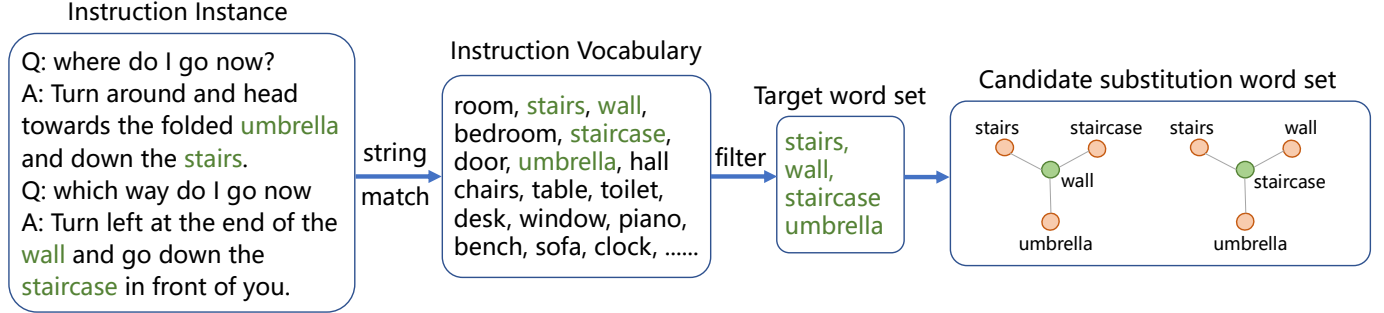 Instruction Instance
Q: where do I go now?
A: Turn around and head
towards the folded umbrella
and down the stairs.
Q: which way do I go now
A: Turn left at the end of the
wall and go down the
staircase in front of you.
string
match
Instruction Vocabulary
room, stairs, wall,
bedroom, staircase,
door, umbrella, hall
chairs, table, toilet,
desk, window, piano,
bench, sofa, clock, ......
filter
Target word set
stairs,
wall,
staircase
umbrella
Candidate substitution word set
stairs
staircase
wall
umbrella
stairs
wall
staircase
umbrella